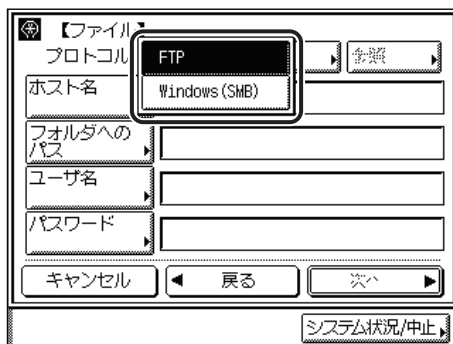 【ファイル】
プロトコル
FTP
Windows(SMB)
参照
ホスト名
フォルダへの
パス
ユーザ名
パスワード
キャンセル
戻る
次へ
システム状況/中止